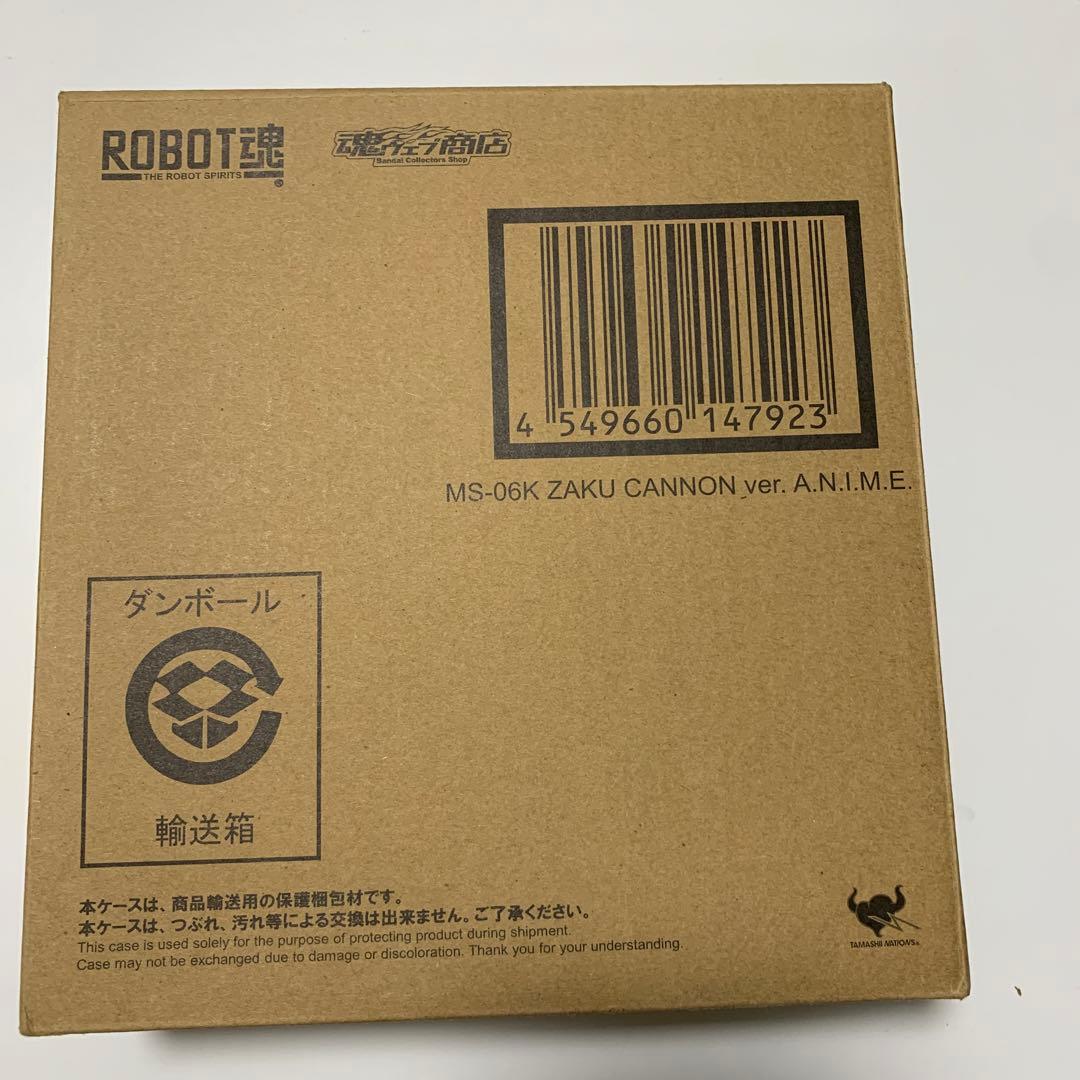 ROBOT魂
THE ROBOT SPIRITS
魂ウェブ商店
Bandai Collectors Shop
4 549660 147923
MS-06K ZAKU CANNON ver. A.N.I.M.E.
ダンボール
輸送箱
本ケースは、商品輸送用の保護梱包材です。
本ケースは、つぶれ、汚れ等による交換は出来ません。ご了承ください。
This case is used solely for the purpose of protecting product during shipment.
Case may not be exchanged due to damage or discoloration. Thank you for your understanding.
TAMASHII NATIONS®